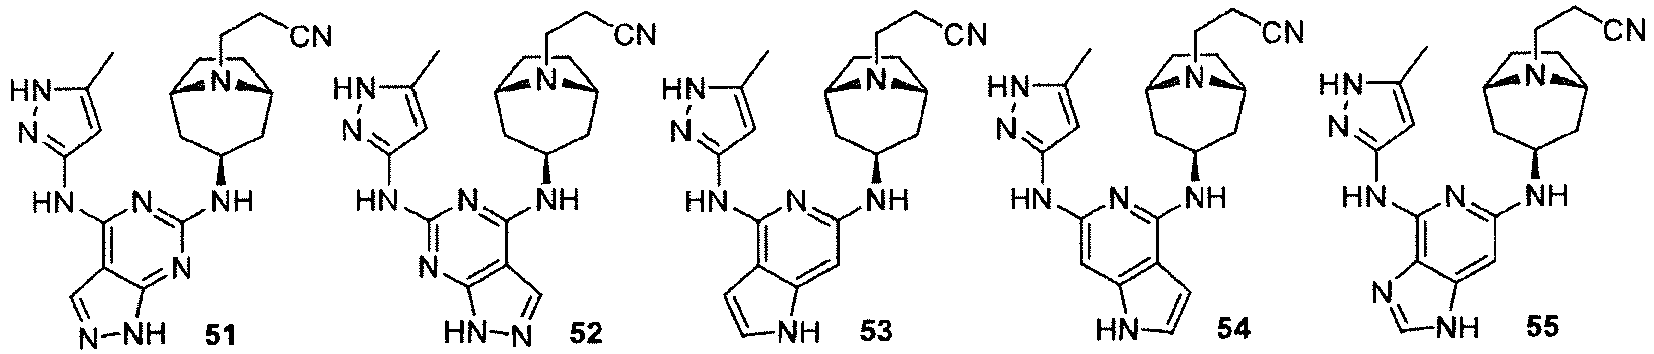 CN CN CN CN CN
HN N HN N HN N HN N HN N
N N N N N
HN N NH HN N NH HN N NH HN N NH HN N NH
N N
N
N NH 51 HN N 52 NH 53 HN 54 NH 55